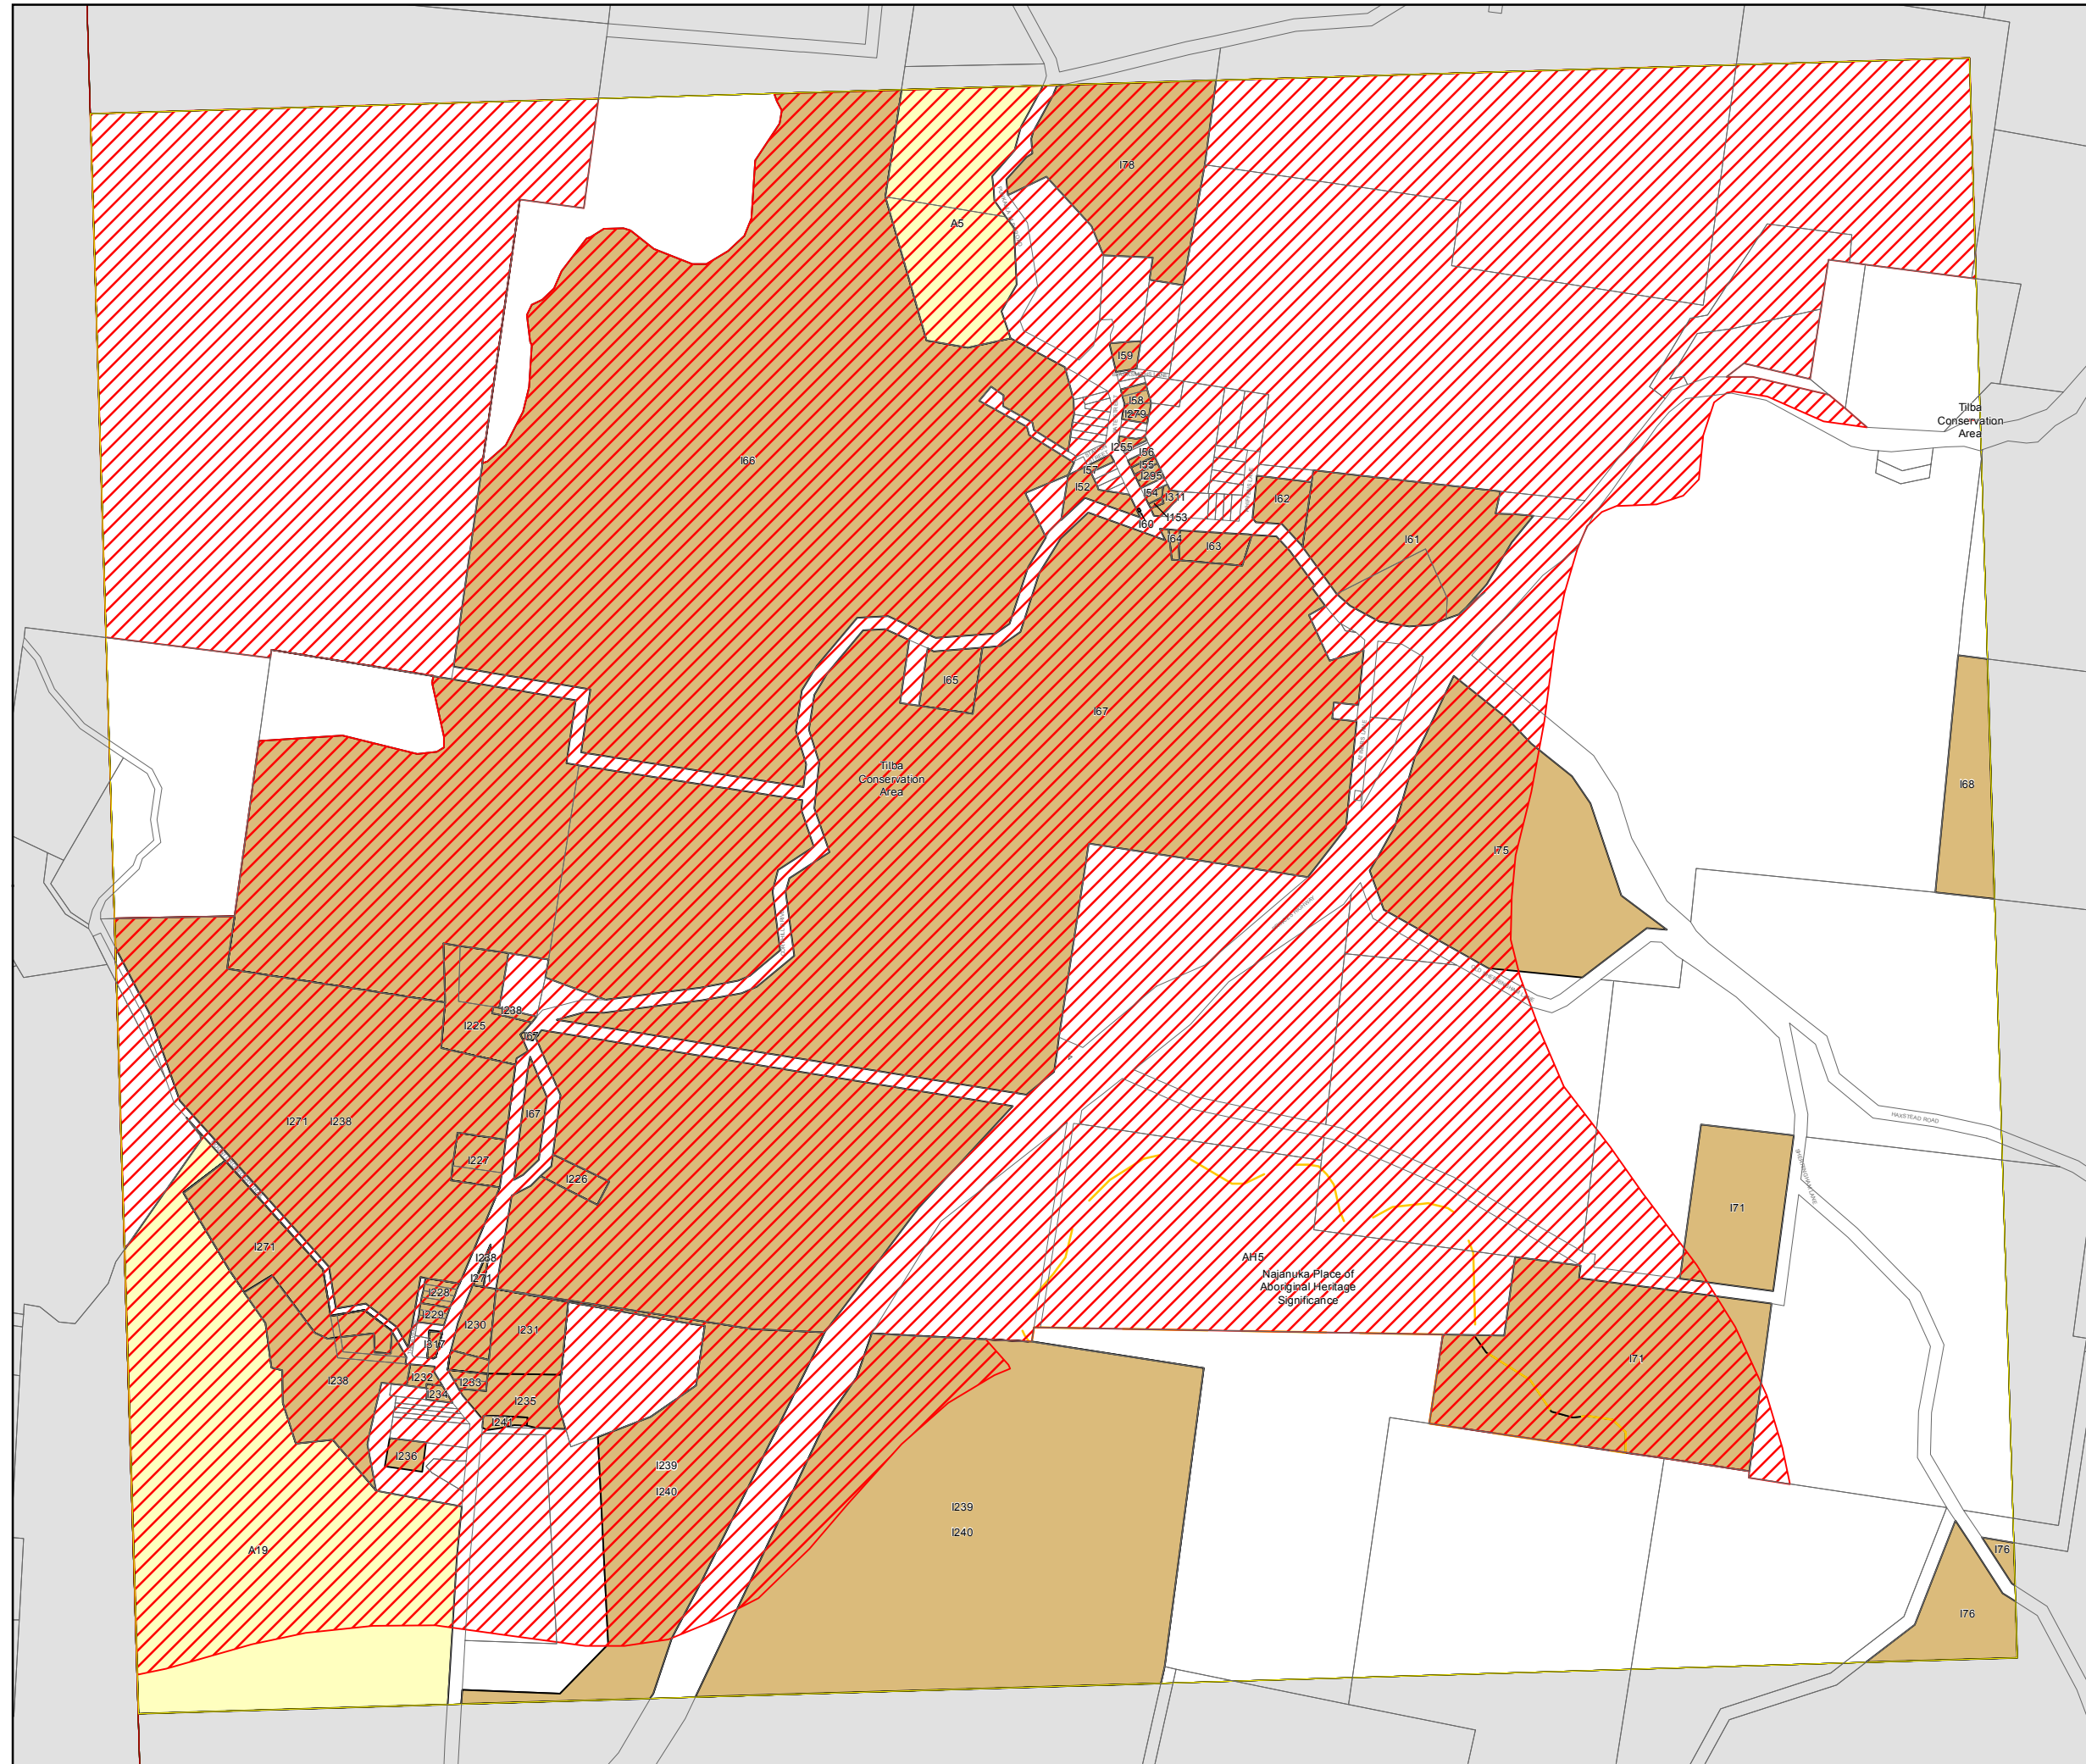 I78
A5
I59
I58
I279
Tilba
Conservation
Area
I255
I56
I66
I55
I57
I295
I52
I54
I311
I62
I153
I60
I64
I63
I61
I65
I67
Tilba
Conservation
Area
I68
I75
I238
I225
I67
I271
I238
I67
HAXSTEAD ROAD
I227
I226
I71
I271
I238
AH5
I271
Najanuka Place of
Aboriginal Heritage
Significance
I228
I229
I230
I231
I317
I71
I232
I238
I233
I234
I235
I241
I236
I239
I240
I239
I240
A19
I76
I76